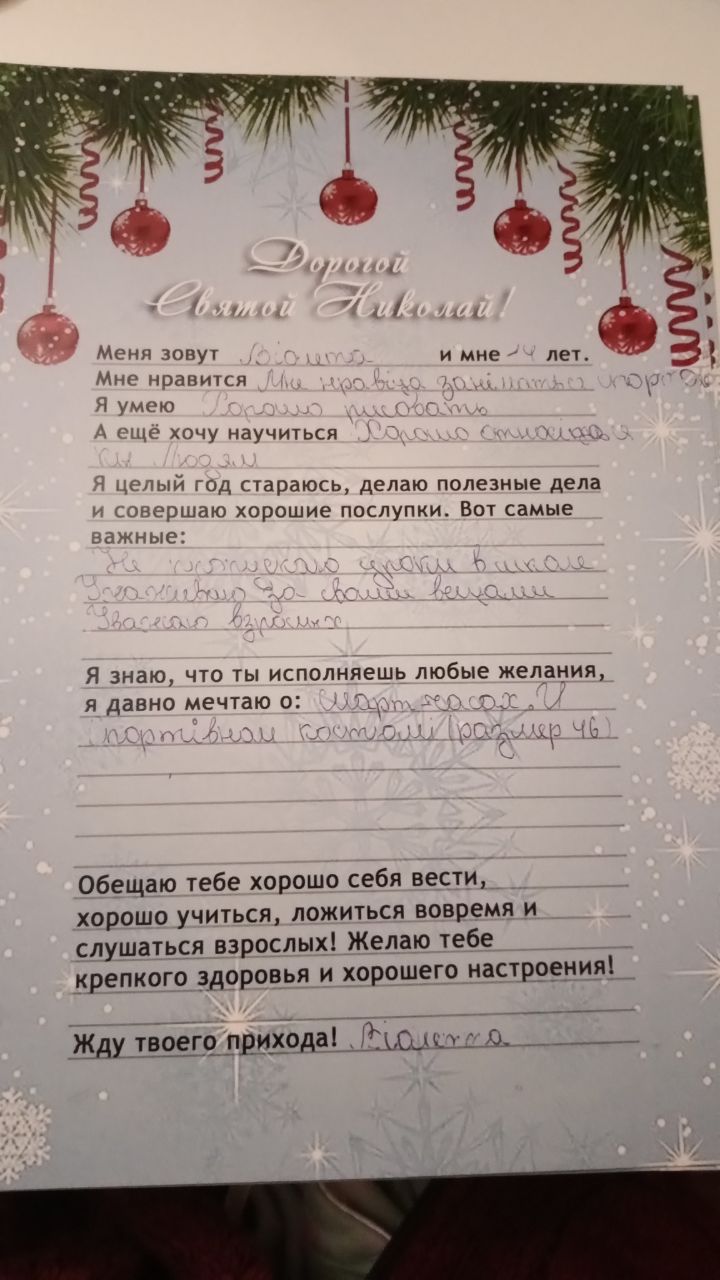 Дорогой
Святой Николай!
Меня зовут Віолета и мне 14 лет.
Мне нравится Мне нравіца заніматься спортом
Я умею Хорошо рисовать
А ещё хочу научиться Хорошо
Людям
Я целый год стараюсь, делаю полезные дела
и совершаю хорошие поступки. Вот самые
важные:
Не уроки в школе
за своими вещами
Уважаю взрослых
Я знаю, что ты исполняешь любые желания,
я давно мечтаю о: смарт часах. И
спортівном костюмі (размер 46)
Обещаю тебе хорошо себя вести,
хорошо учиться, ложиться вовремя и
слушаться взрослых! Желаю тебе
крепкого здоровья и хорошего настроения!
Жду твоего прихода! Віолетта